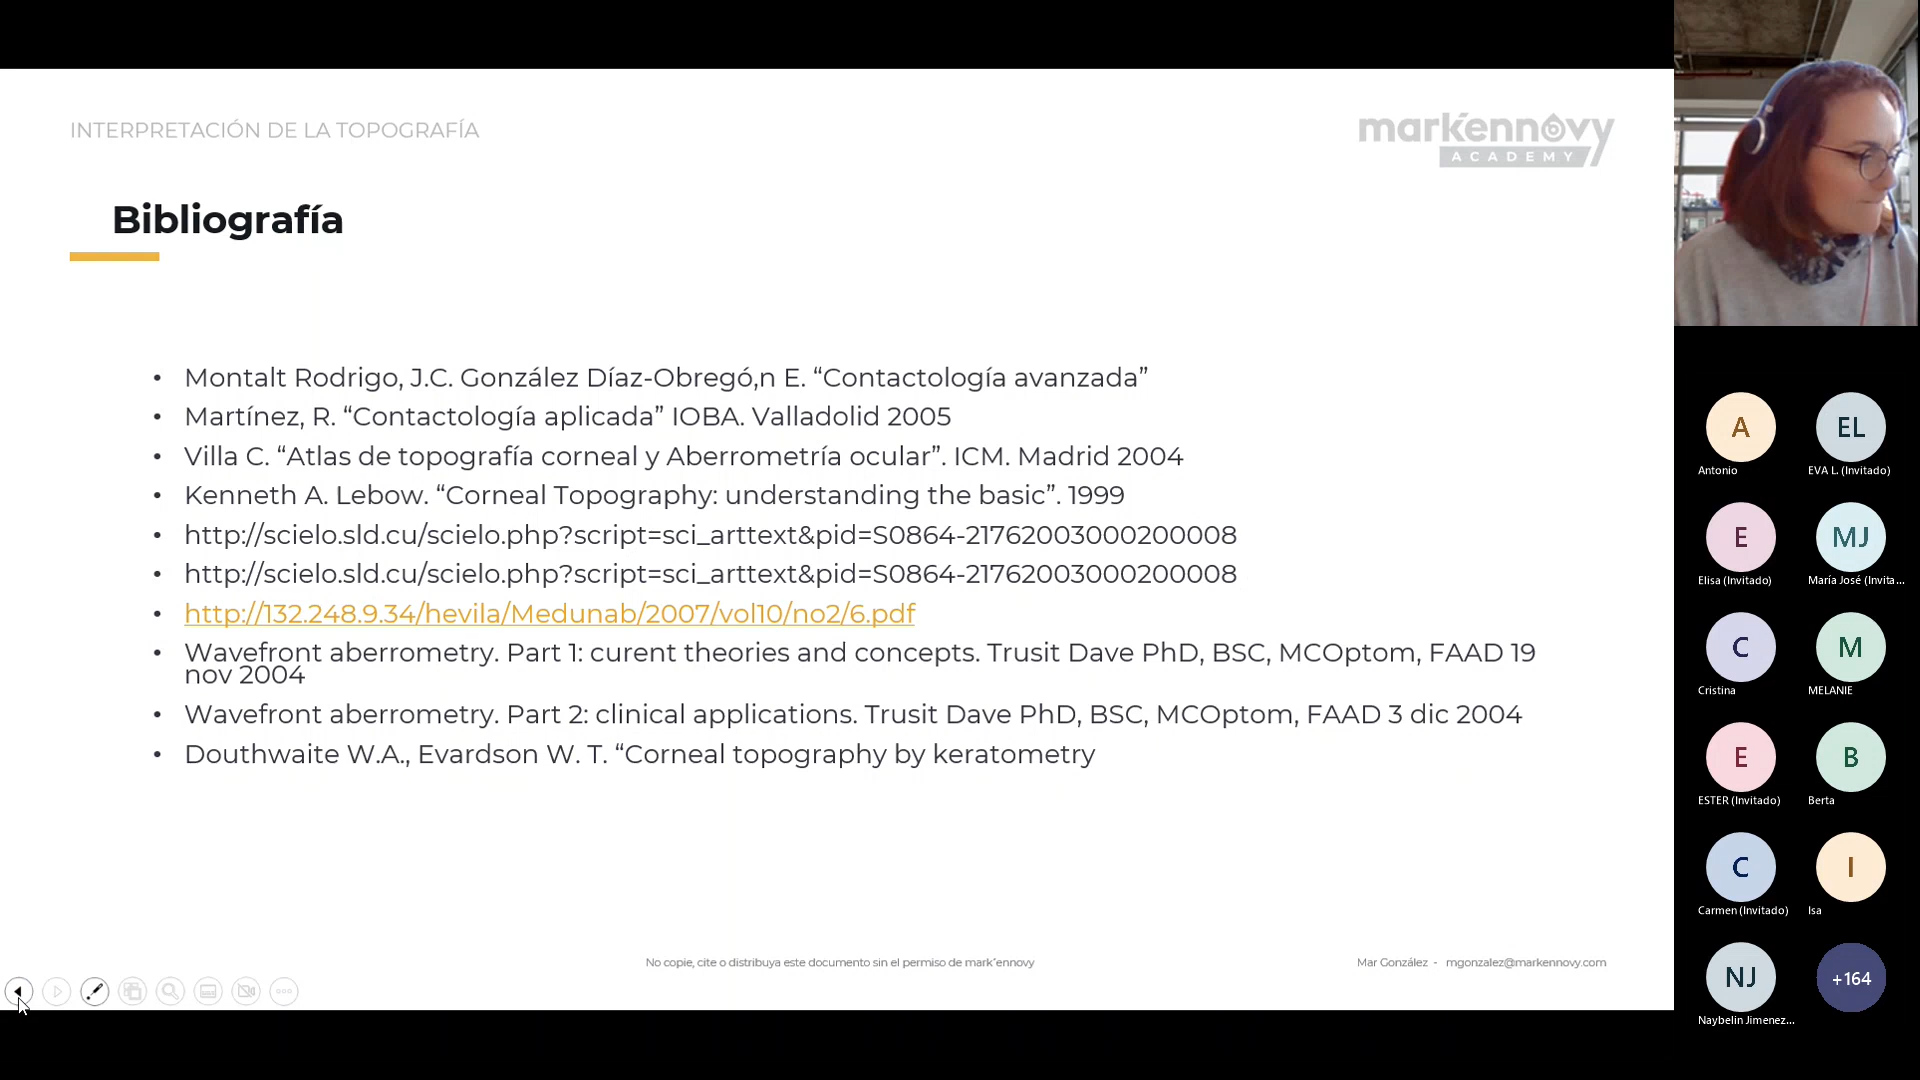 INTERPRETACIÓN DE LA TOPOGRAFÍA
mark'ennovy
ACADEMY
Bibliografía
• Montalt Rodrigo, J.C. González Díaz-Obregó,n E. “Contactología avanzada”
• Martínez, R. “Contactología aplicada” IOBA. Valladolid 2005
• Villa C. “Atlas de topografía corneal y Aberrometría ocular”. ICM. Madrid 2004
• Kenneth A. Lebow. “Corneal Topography: understanding the basic”. 1999
• http://scielo.sld.cu/scielo.php?script=sci_arttext&pid=S0864-21762003000200008
• http://scielo.sld.cu/scielo.php?script=sci_arttext&pid=S0864-21762003000200008
• http://132.248.9.34/hevila/Medunab/2007/vol10/no2/6.pdf
• Wavefront aberrometry. Part 1: curent theories and concepts. Trusit Dave PhD, BSC, MCOptom, FAAD 19
nov 2004
• Wavefront aberrometry. Part 2: clinical applications. Trusit Dave PhD, BSC, MCOptom, FAAD 3 dic 2004
• Douthwaite W.A., Evardson W. T. “Corneal topography by keratometry
No copie, cite o distribuya este documento sin el permiso de mark'ennovy
Mar González - mgonzalez@markennovy.com
A
EL
Antonio
EVA L. (Invitado)
E
MJ
Elisa (Invitado)
María José (Invita...
C
M
Cristina
MELANIE
E
B
ESTER (Invitado)
Berta
C
I
Carmen (Invitado)
Isa
NJ
+164
Naybelin Jimenez...